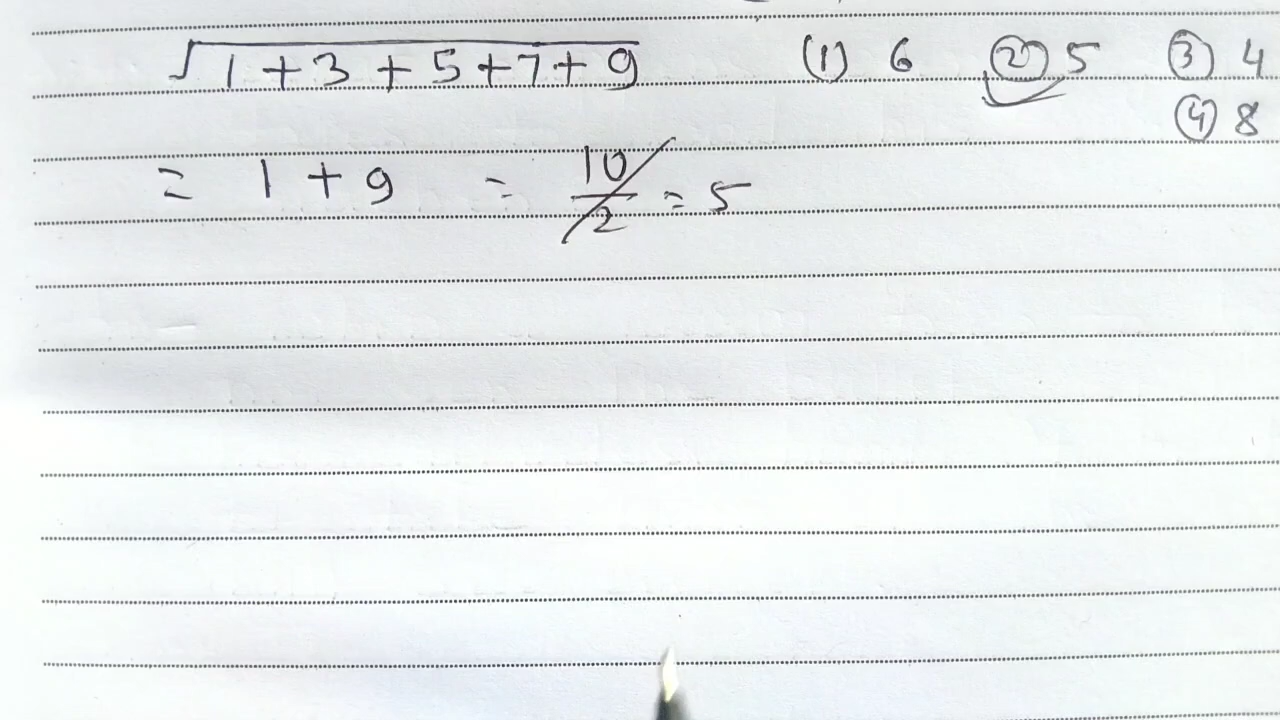 √1+3+5+7+9 (1) 6 (2) 5 (3) 4
(4) 8
= 1 + 9 = 10/2 = 5